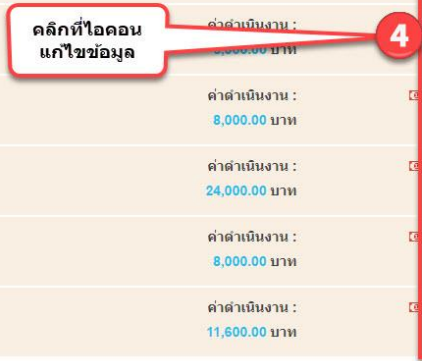 คลิกที่ไอคอน
แก้ไขข้อมูล
4
ค่าดำเนินงาน :
บาท
ค่าดำเนินงาน :
8,000.00 บาท
ค่าดำเนินงาน :
24,000.00 บาท
ค่าดำเนินงาน :
8,000.00 บาท
ค่าดำเนินงาน :
11,600.00 บาท